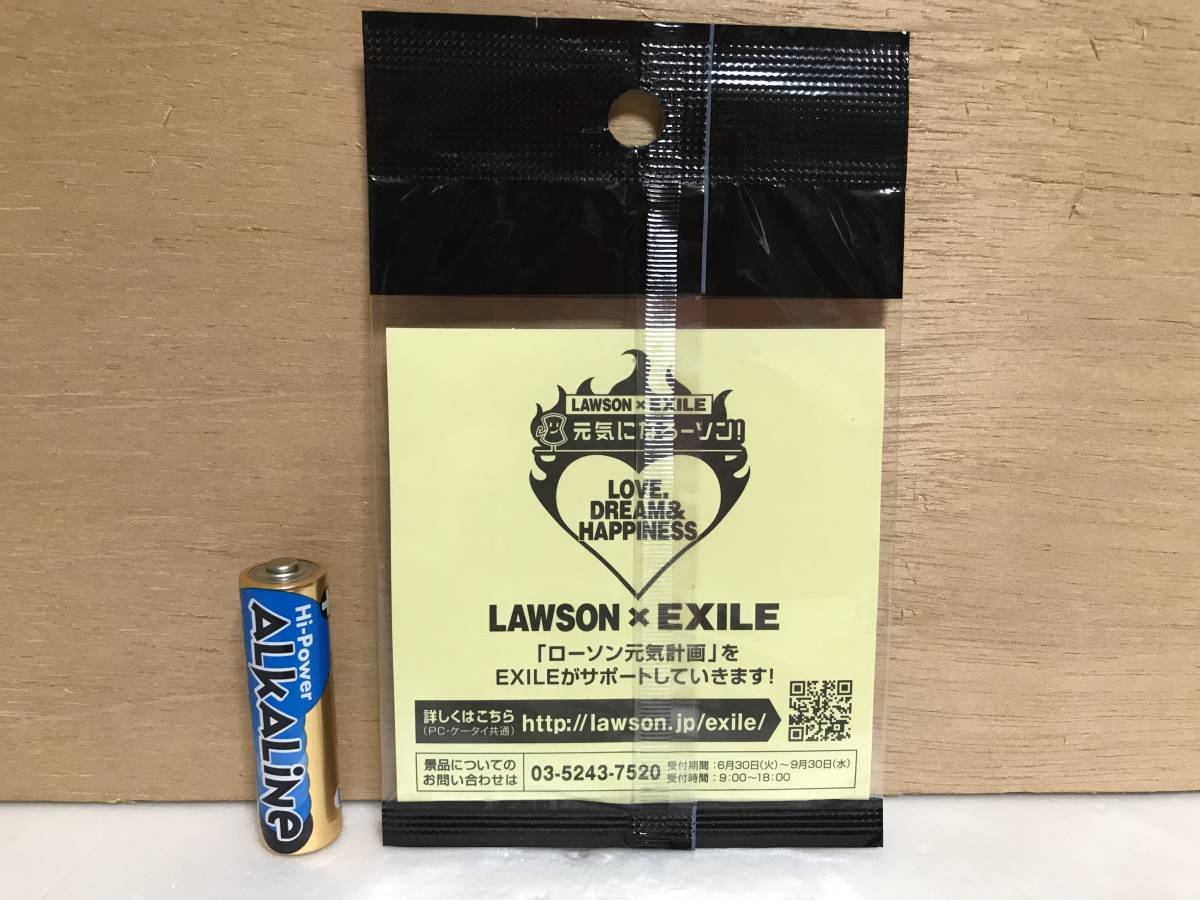 LAWSON × EXILE
元気になろーソン!
LOVE.
DREAM&
HAPPINESS
LAWSON × EXILE
「ローソン元気計画」を
EXILEがサポートしていきます!
詳しくはこちら
(PC・ケータイ共通)
http://lawson.jp/exile/
景品についての
お問い合わせは
03-5243-7520
受付期間:6月30日(火)〜9月30日(水)
受付時間:9:00〜18:00
Hi-Power
ALKALiNe